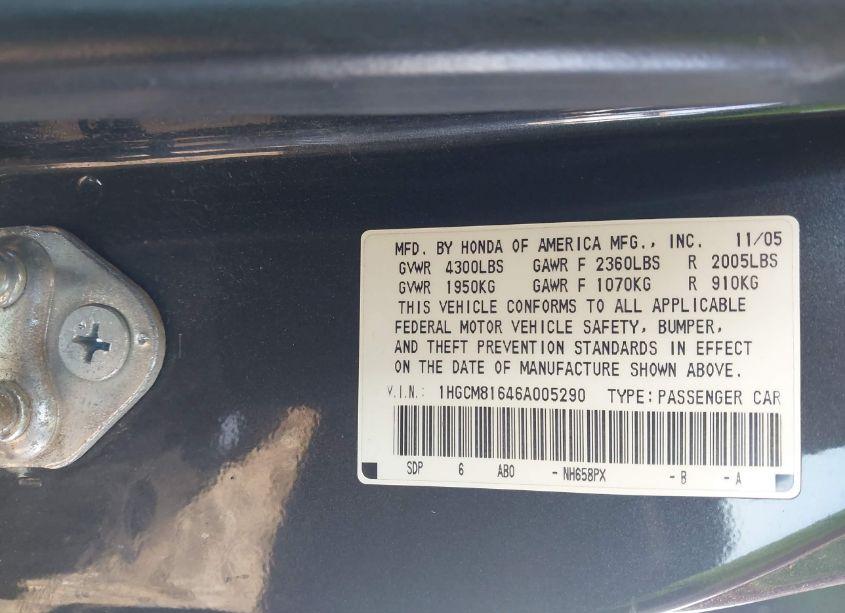 MFD. BY HONDA OF AMERICA MFG., INC. 11/05
GVWR 4300LBS GAWR F 2360LBS R 2005LBS
GVWR 1950KG GAWR F 1070KG R 910KG
THIS VEHICLE CONFORMS TO ALL APPLICABLE
FEDERAL MOTOR VEHICLE SAFETY, BUMPER,
AND THEFT PREVENTION STANDARDS IN EFFECT
ON THE DATE OF MANUFACTURE SHOWN ABOVE.
V.I.N.: 1HGCM81646A005290 TYPE:PASSENGER CAR
SDP 6 AB0 - NH658PX - B - A